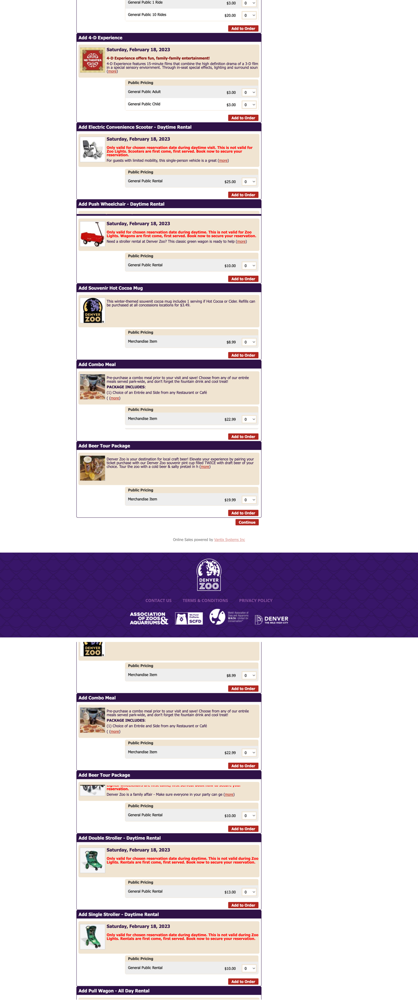 General Public 1 Ride $3.00 0
General Public 10 Rides $20.00 0
Add to Order
Add 4-D Experience
4D THEATER
Saturday, February 18, 2023
4-D Experience offers fun, family-family entertainment!
4-D Experience features 15-minute films that combine the high definition drama of a 3-D film
in a special sensory enviornment. Through in-seat special effects, lighting and surround soun
(more)
Public Pricing
General Public Adult $3.00 0
General Public Child $3.00 0
Add to Order
Add Electric Convenience Scooter - Daytime Rental
Saturday, February 18, 2023
Only valid for chosen reservation date during daytime visit. This is not valid for
Zoo Lights. Scooters are first come, first served. Book now to secure your
reservation.
For guests with limited mobility, this single-person vehicle is a great (more)
Public Pricing
General Public Rental $25.00 0
Add to Order
Add Push Wheelchair - Daytime Rental
Saturday, February 18, 2023
Only valid for chosen reservation date during daytime. This is not valid for Zoo
Lights. Wagons are first come, first served. Book now to secure your reservation.
Need a stroller rental at Denver Zoo? This classic green wagon is ready to help (more)
Public Pricing
General Public Rental $10.00 0
Add to Order
Add Souvenir Hot Cocoa Mug
DENVER
ZOO
This winter-themed souvenit cocoa mug includes 1 serving if Hot Cocoa or Cider. Refills can
be purchased at all concessions locations for $3.49.
Public Pricing
Merchandise Item $8.99 0
Add to Order
Add Combo Meal
Pre-purchase a combo meal prior to your visit and save! Choose from any of our entrée
meals served park-wide, and don't forget the fountain drink and cool treat!
PACKAGE INCLUDES:
(1) Choice of an Entrée and Side from any Restaurant or Café
( (more)
Public Pricing
Merchandise Item $22.99 0
Add to Order
Add Beer Tour Package
Denver Zoo is your destination for local craft beer! Elevate your experience by pairing your
ticket purchase with our Denver Zoo souvenir pint cup filled TWICE with draft beer of your
choice. Tour the zoo with a cold beer & salty pretzel in h (more)
Public Pricing
Merchandise Item $19.99 0
Add to Order
Continue
Online Sales powered by Vantix Systems Inc
DENVER
ZOO
CONTACT US TERMS & CONDITIONS PRIVACY POLICY
ASSOCIATION
OF ZOOS &
AQUARIUMS
We Fund
Culture.
SCFD
World Association of
Zoos and Aquariums
WAZA | United for
Conservation®
DENVER
THE MILE HIGH CITY
ZOO
Public Pricing
Merchandise Item $8.99 0
Add to Order
Add Combo Meal
Pre-purchase a combo meal prior to your visit and save! Choose from any of our entrée
meals served park-wide, and don't forget the fountain drink and cool treat!
PACKAGE INCLUDES:
(1) Choice of an Entrée and Side from any Restaurant or Café
( (more)
Public Pricing
Merchandise Item $22.99 0
Add to Order
Add Beer Tour Package
Lights. Wheelchairs are first come, first served. Book now to secure your
reservation.
Denver Zoo is a family affair - Make sure everyone in your party can ge (more)
Public Pricing
General Public Rental $10.00 0
Add to Order
Add Double Stroller - Daytime Rental
Saturday, February 18, 2023
Only valid for chosen reservation date during daytime. This is not valid during Zoo
Lights. Rentals are first come, first served. Book now to secure your reservation.
Public Pricing
General Public Rental $13.00 0
Add to Order
Add Single Stroller - Daytime Rental
Saturday, February 18, 2023
Only valid for chosen reservation date during daytime. This is not valid during Zoo
Lights. Rentals are first come, first served. Book now to secure your reservation.
Public Pricing
General Public Rental $10.00 0
Add to Order
Add Pull Wagon - All Day Rental